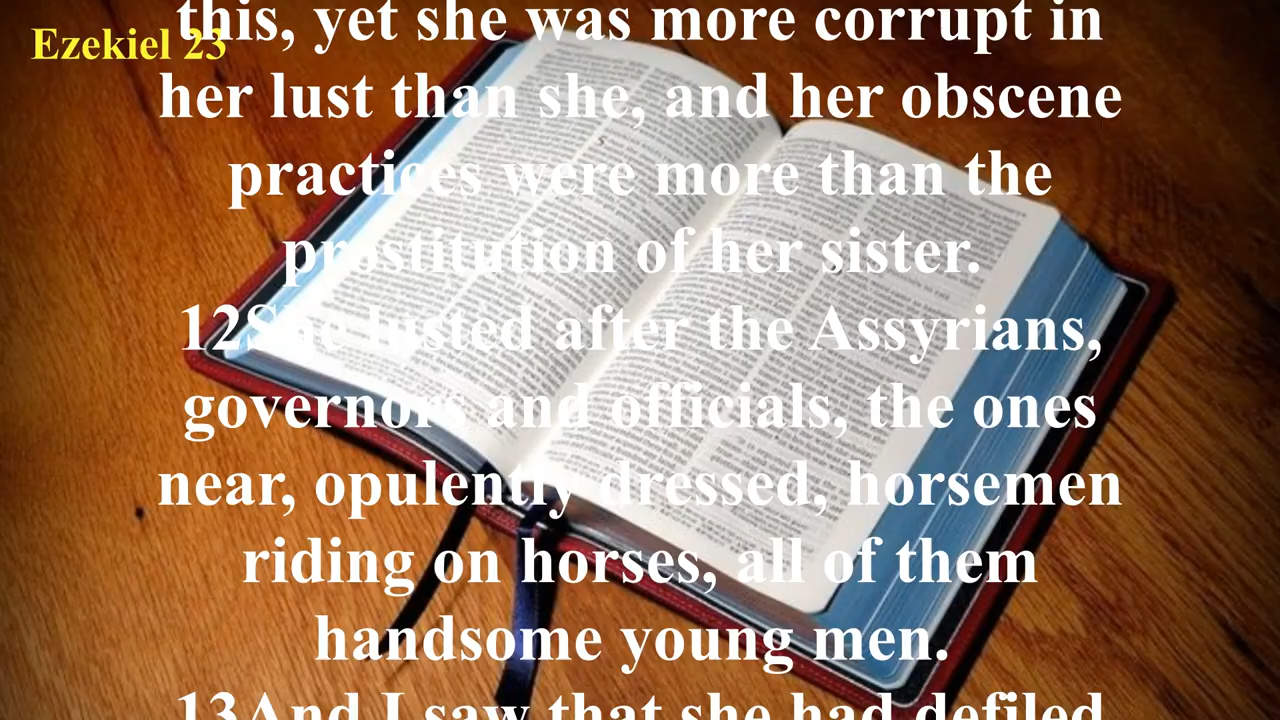 Ezekiel 23
this, yet she was more corrupt in
her lust than she, and her obscene
practices were more than the
prostitution of her sister.
12She lusted after the Assyrians,
governors and officials, the ones
near, opulently dressed, horsemen
riding on horses, all of them
handsome young men.
13And I saw that she had defiled